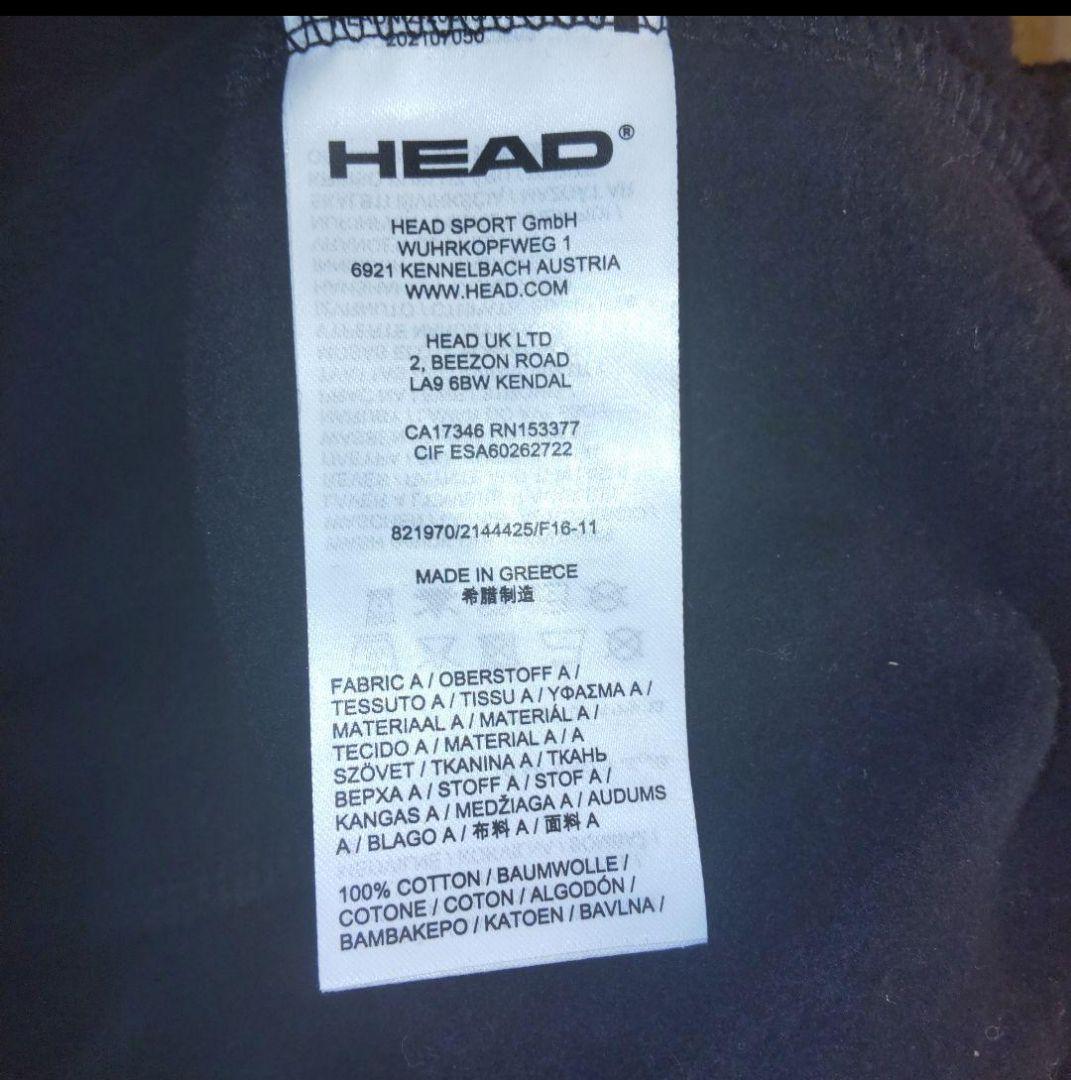 202107050
HEAD®
HEAD SPORT GmbH
WUHRKOPFWEG 1
6921 KENNELBACH AUSTRIA
WWW.HEAD.COM
HEAD UK LTD
2, BEEZON ROAD
LA9 6BW KENDAL
CA17346 RN153377
CIF ESA60262722
821970/2144425/F16-11
MADE IN GREECE
希腊制造
FABRIC A / OBERSTOFF A /
TESSUTO A / TISSU A / ΥΦΑΣΜΑ A /
MATERIAAL A / MATERIÁL A /
TECIDO A / MATERIAL A / A
SZÖVET / TKANINA A / ТКАНЬ
ВЕРХА A / STOFF A / STOF A /
KANGAS A / MEDŽIAGA A / AUDUMS
A / BLAGO A / 布料 A / 面料 A
100% COTTON / BAUMWOLLE /
COTONE / COTON / ALGODÓN /
ΒΑΜΒΑΚΕΡΟ / KATOEN / BAVLNA /